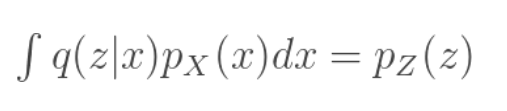 ∫ q(z|x)p_X(x)dx = p_Z(z)